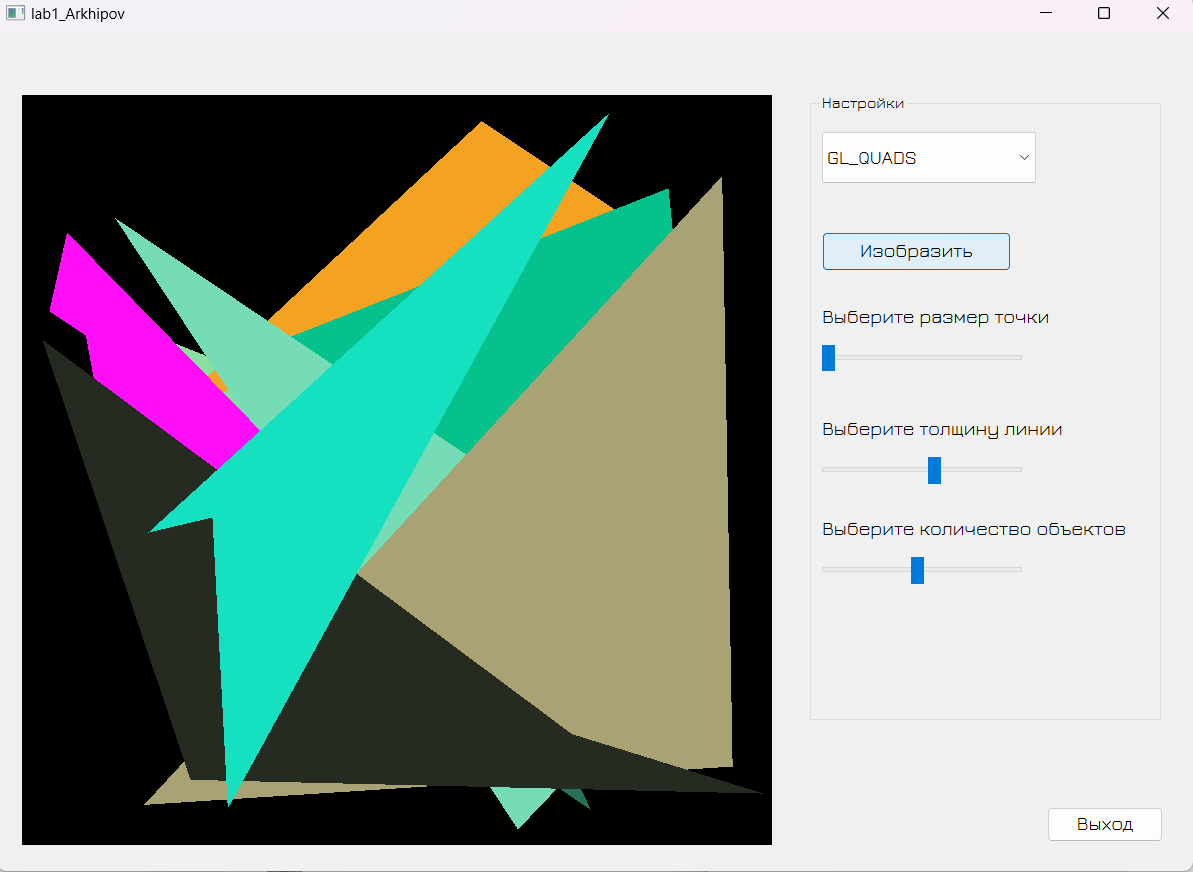 lab1_Arkhipov
Настройки
GL_QUADS
Изобразить
Выберите размер точки
Выберите толщину линии
Выберите количество объектов
Выход